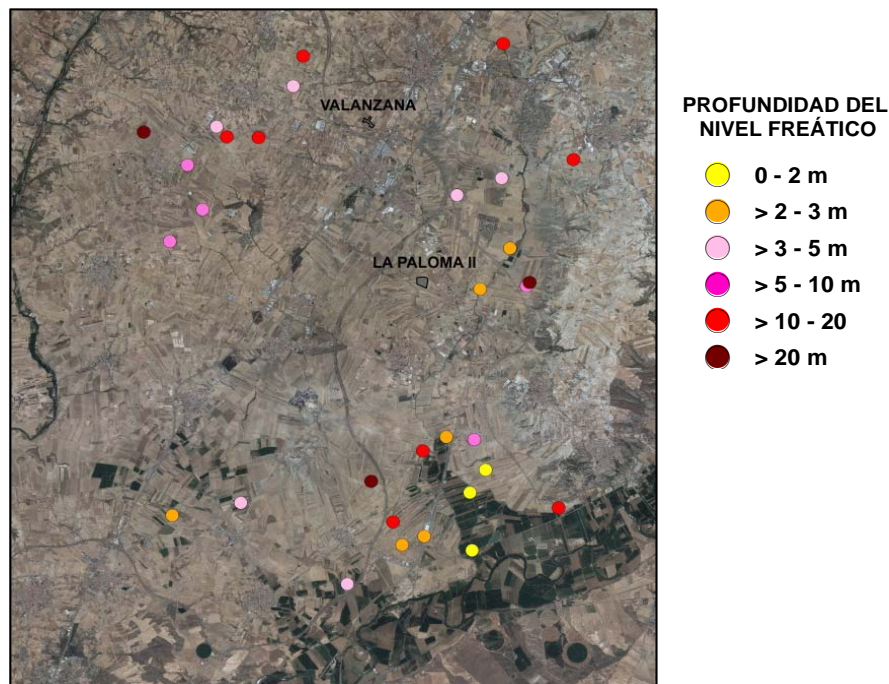 VALANZANA
LA PALOMA II
PROFUNDIDAD DEL
NIVEL FREÁTICO
0 - 2 m
> 2 - 3 m
> 3 - 5 m
> 5 - 10 m
> 10 - 20
> 20 m